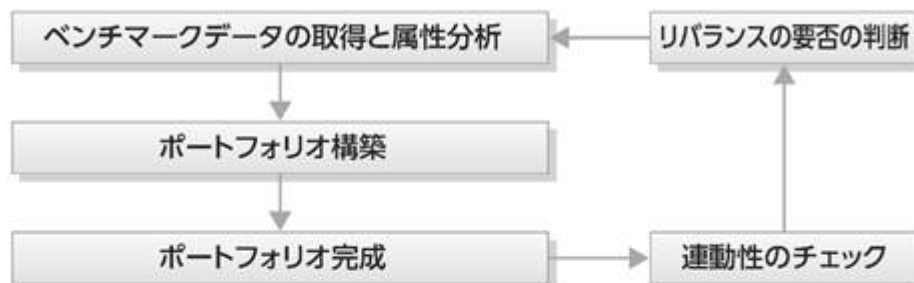 ベンチマークデータの取得と属性分析
リバランスの要否の判断
ポートフォリオ構築
ポートフォリオ完成
連動性のチェック